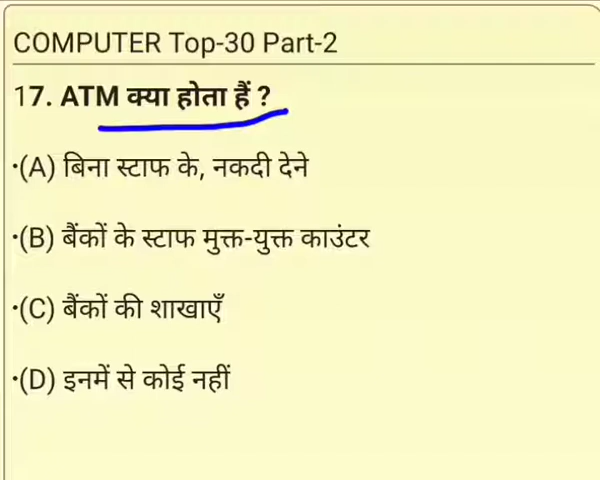 COMPUTER Top-30 Part-2
17. ATM क्या होता हैं ?
•(A) बिना स्टाफ के, नकदी देने
•(B) बैंकों के स्टाफ मुक्त-युक्त काउंटर
•(C) बैंकों की शाखाएँ
•(D) इनमें से कोई नहीं